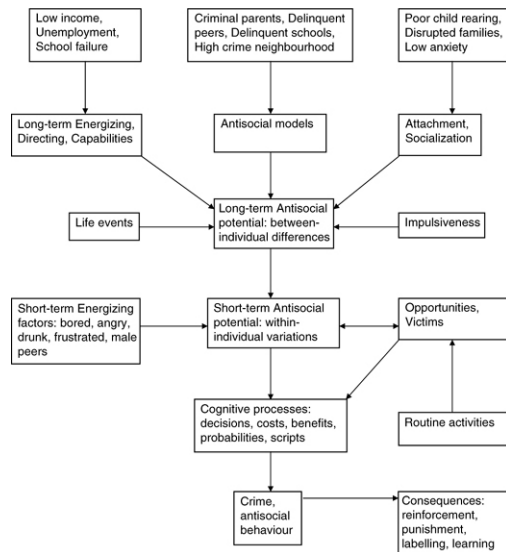 Low income,
Unemployment,
School failure
Criminal parents, Delinquent
peers, Delinquent schools,
High crime neighbourhood
Poor child rearing,
Disrupted families,
Low anxiety
Long-term Energizing,
Directing, Capabilities
Antisocial models
Attachment,
Socialization
Long-term Antisocial
potential: between-
individual differences
Life events
Impulsiveness
Short-term Energizing
factors: bored, angry,
drunk, frustrated, male
peers
Short-term Antisocial
potential: within-
individual variations
Opportunities,
Victims
Cognitive processes:
decisions, costs, benefits,
probabilities, scripts
Routine activities
Crime,
antisocial
behaviour
Consequences:
reinforcement,
punishment,
labelling, learning